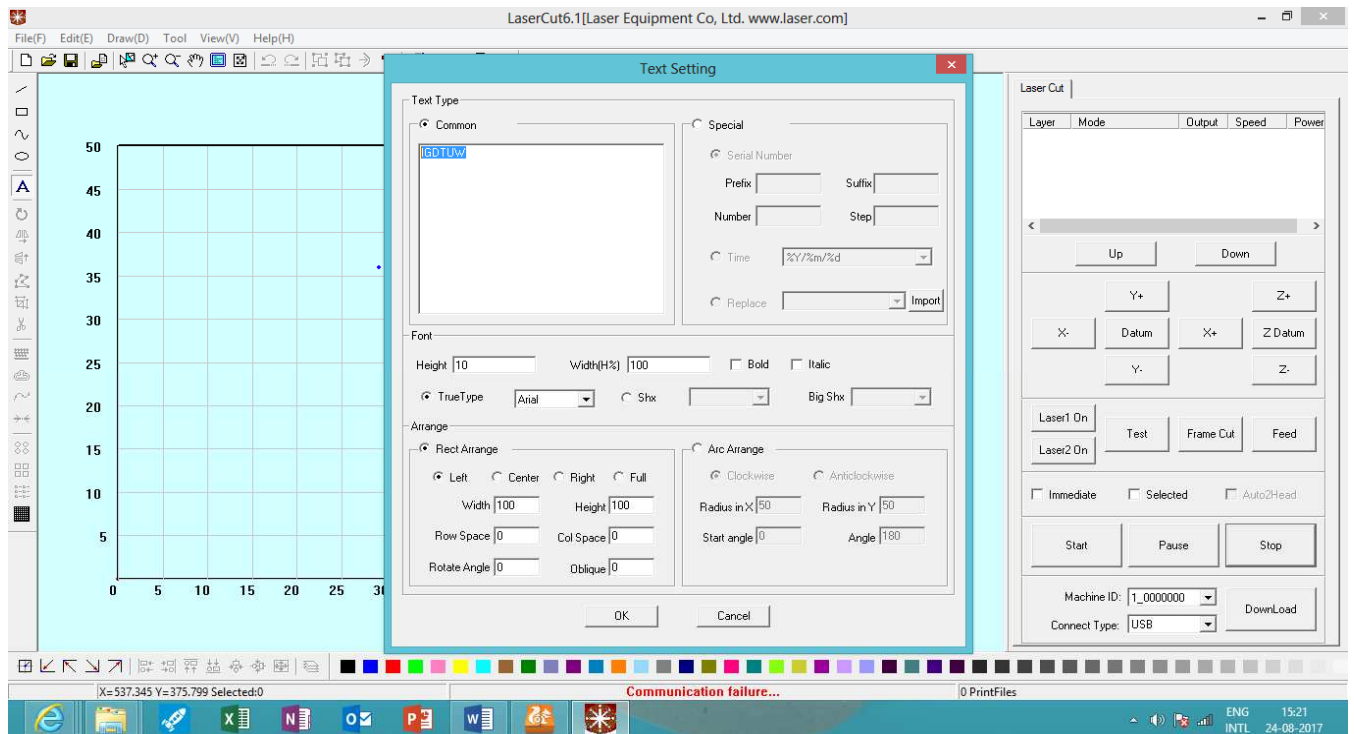 LaserCut6.1[Laser Equipment Co, Ltd. www.laser.com]
File(F) Edit(E) Draw(D) Tool View(V) Help(H)
Text Setting
Text Type
Common
IGDTUW
Special
Serial Number
Prefix Suffix
Number Step
Time %Y/%m/%d
Replace Import
Font
Height 10 Width(H%) 100 Bold Italic
TrueType Arial Shx Big Shx
Arrange
Rect Arrange
Left Center Right Full
Width 100 Height 100
Row Space 0 Col Space 0
Rotate Angle 0 Oblique 0
Arc Arrange
Clockwise Anticlockwise
Radius in X 50 Radius in Y 50
Start angle 0 Angle 180
OK Cancel
50
45
40
35
30
25
20
15
10
5
0 5 10 15 20 25 30
Laser Cut
Layer Mode Output Speed Power
Up Down
Y+ Z+
X- Datum X+ Z Datum
Y- Z-
Laser1 On
Laser2 On
Test Frame Cut Feed
Immediate Selected Auto2Head
Start Pause Stop
Machine ID: 1_0000000
Connect Type: USB
DownLoad
X=537.345 Y=375.799 Selected:0 Communication failure... 0 PrintFiles
ENG 15:21
INTL 24-08-2017